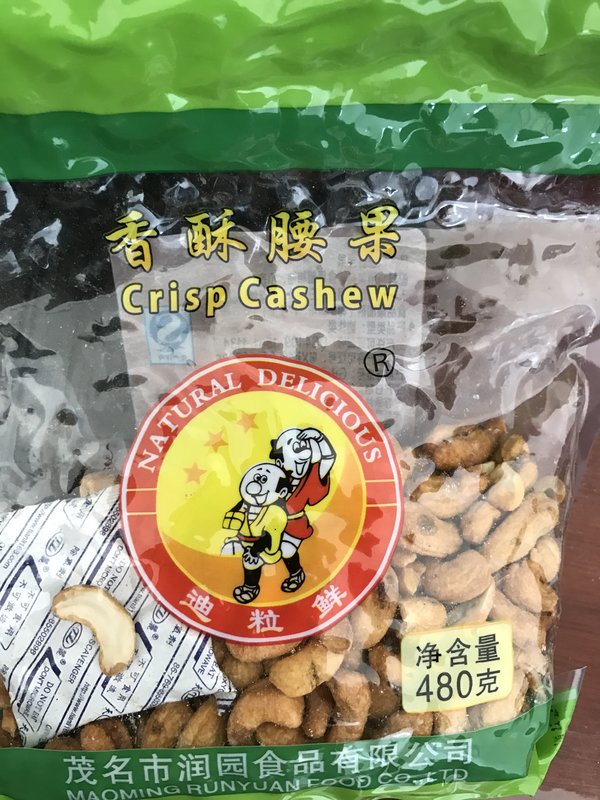 香酥腰果
Crisp Cashew
®
NATURAL DELICIOUS
迪粒鲜
净含量
480克
茂名市润园食品有限公司
MAOMING RUNYUAN FOOD CO.,LTD